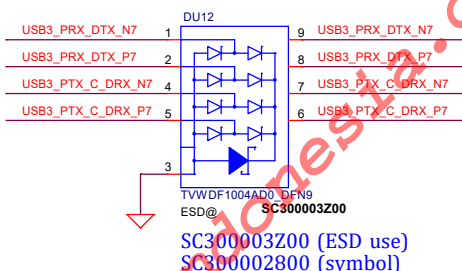 DU12
USB3_PRX_DTX_N7 1 9 USB3_PRX_DTX_N7
USB3_PRX_DTX_P7 2 8 USB3_PRX_DTX_P7
USB3_PTX_C_DRX_N7 4 7 USB3_PTX_C_DRX_N7
USB3_PTX_C_DRX_P7 5 6 USB3_PTX_C_DRX_P7
3
TVWDF1004AD0_DFN9
ESD@ SC300003Z00
SC300003Z00 (ESD use)
SC300002800 (symbol)
ndonesia.c